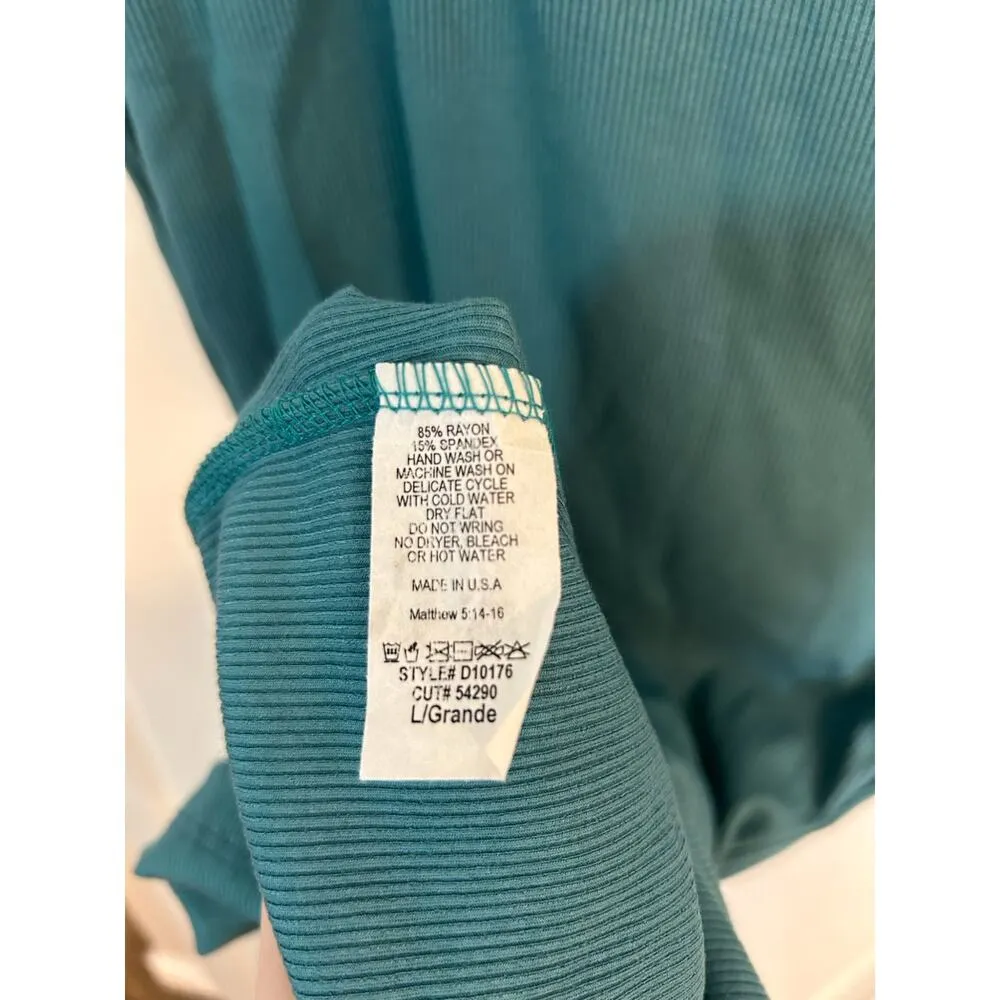 85% RAYON
15% SPANDEX
HAND WASH OR
MACHINE WASH ON
DELICATE CYCLE
WITH COLD WATER
DRY FLAT
DO NOT WRING
NO DRYER, BLEACH
OR HOT WATER
MADE IN U.S.A
Matthew 5:14-16
STYLE# D10176
CUT# 54290
L/Grande